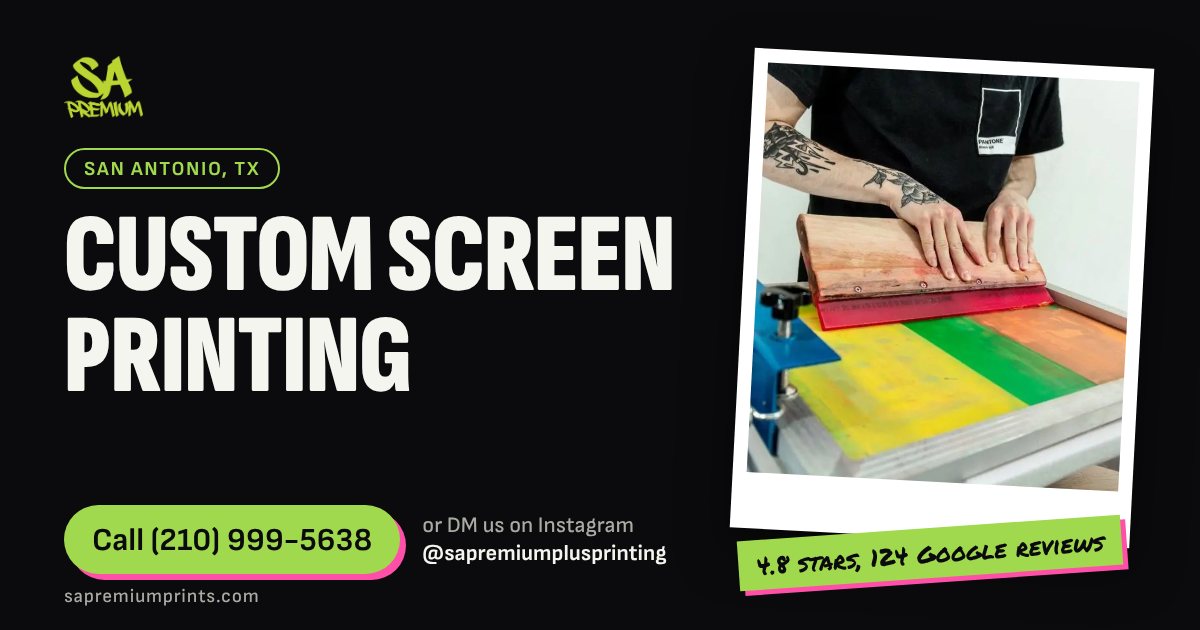 SA
PREMIUM
SAN ANTONIO, TX
CUSTOM SCREEN
PRINTING
Call (210) 999-5638
or DM us on Instagram
@sapremiumplusprinting
sapremiumprints.com
PANTONE
4.8 STARS, 124 GOOGLE REVIEWS